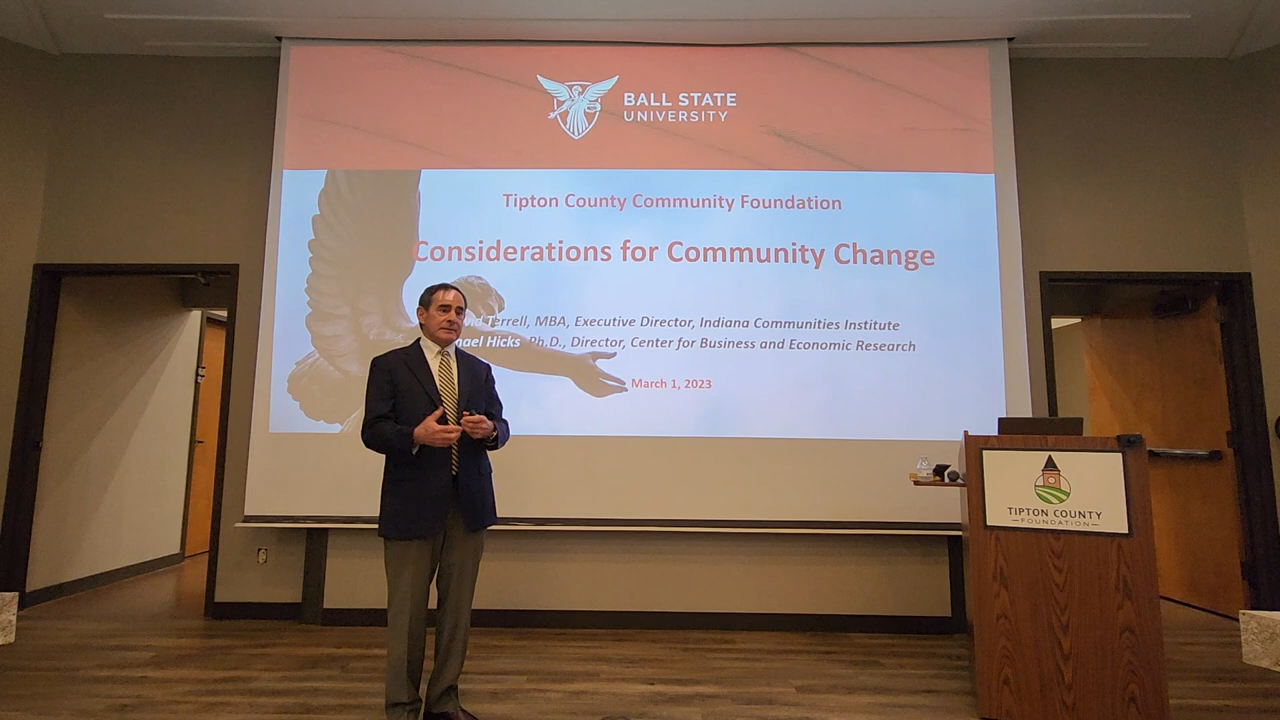 BALL STATE
UNIVERSITY
Tipton County Community Foundation
Considerations for Community Change
Terrell, MBA, Executive Director, Indiana Communities Institute
Hicks, Ph.D., Director, Center for Business and Economic Research
March 1, 2023
TIPTON COUNTY
FOUNDATION